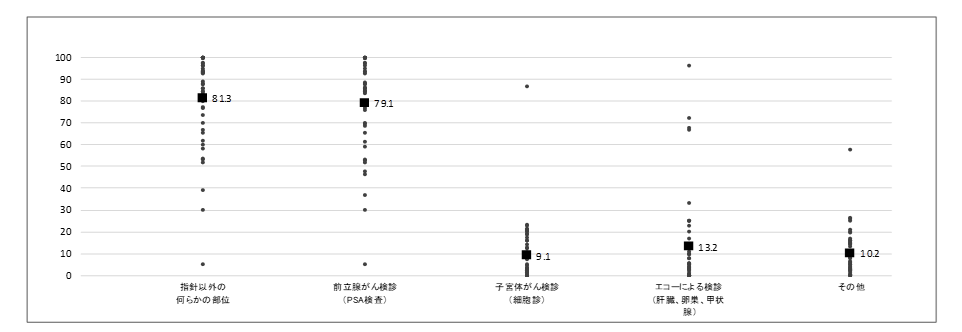 100
90
80
70
60
50
40
30
20
10
0
81.3
79.1
9.1
13.2
10.2
指針以外の
何らかの部位
前立腺がん検診
(PSA検査)
子宮体がん検診
(細胞診)
エコーによる検診
(肝臓、卵巣、甲状
腺)
その他